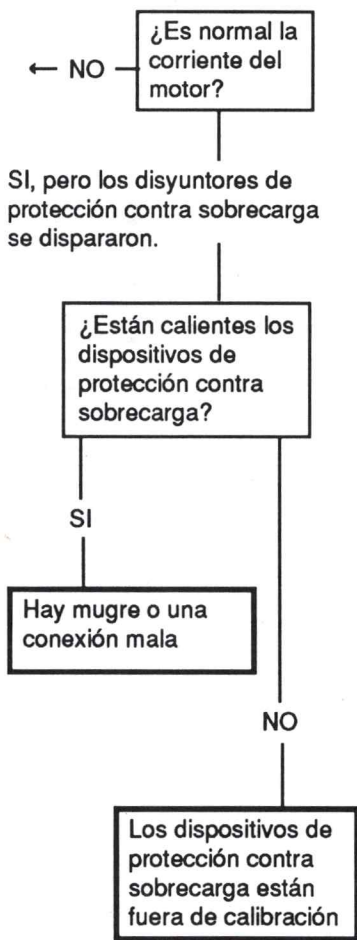 ¿Es normal la
corriente del
motor?
← NO
SI, pero los disyuntores de
protección contra sobrecarga
se dispararon.
¿Están calientes los
dispositivos de
protección contra
sobrecarga?
SI
Hay mugre o una
conexión mala
NO
Los dispositivos de
protección contra
sobrecarga están
fuera de calibración